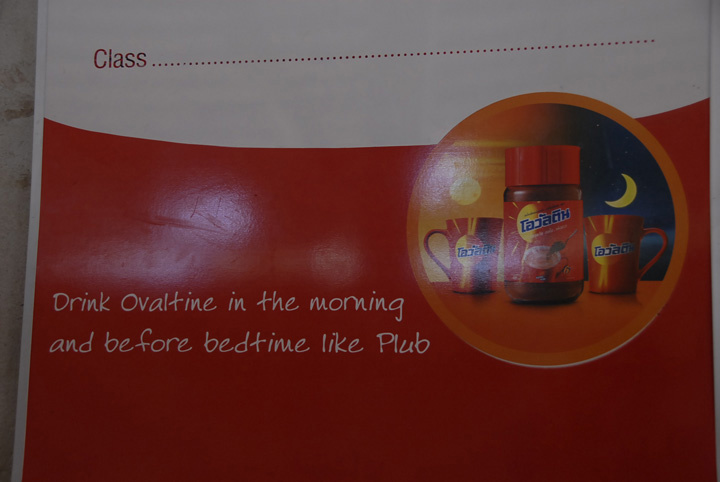 Class
โอวัลติน
โอวัลติน
โอวัลติน
Drink Ovaltine in the morning
and before bedtime like Plub